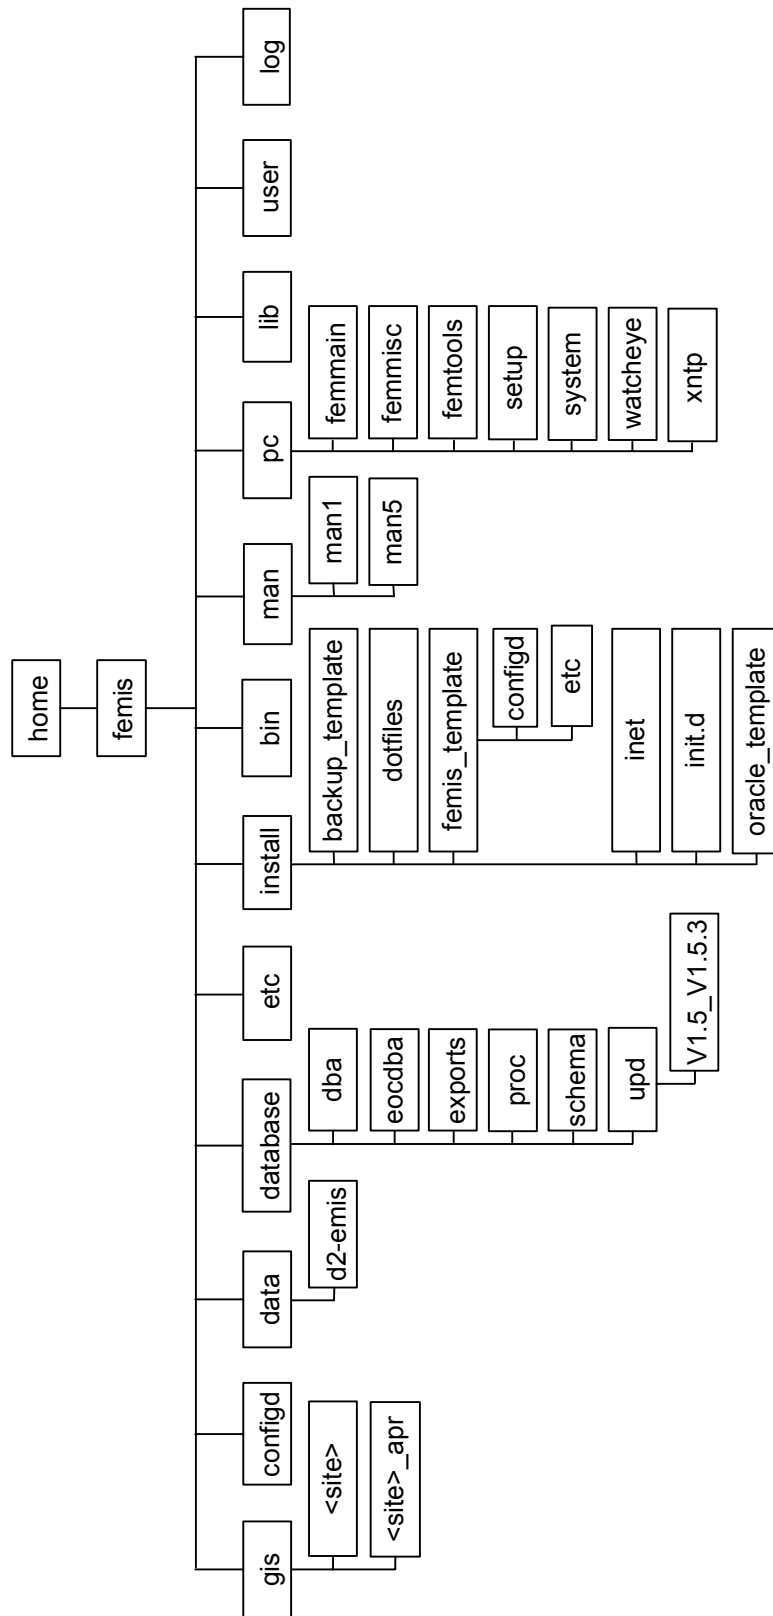 home
femis
gis
configd
data
database
etc
install
bin
man
pc
lib
user
log
<site>
<site>_apr
d2-emis
dba
eocdba
exports
proc
schema
upd
V1.5_V1.5.3
backup_template
dotfiles
femis_template
configd
etc
inet
init.d
oracle_template
man1
man5
femmain
femmisc
femtools
setup
system
watcheye
xntp